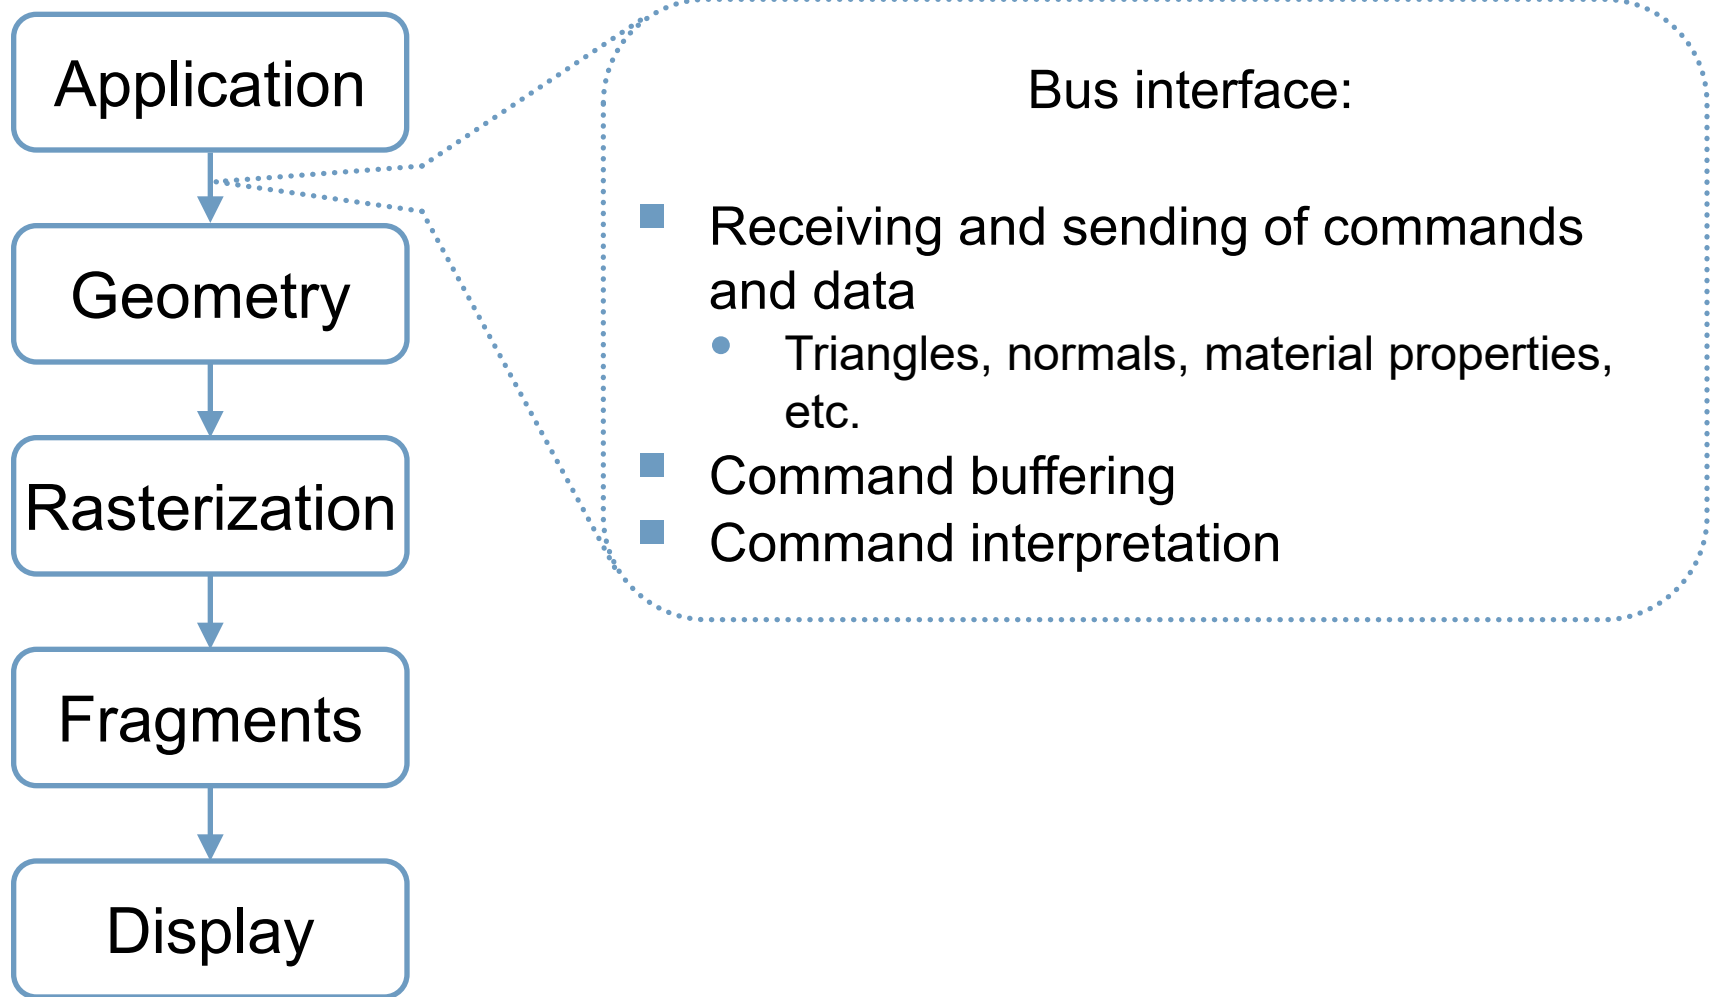 Application
Geometry
Rasterization
Fragments
Display
Bus interface:
Receiving and sending of commands
and data
Triangles, normals, material properties,
etc.
Command buffering
Command interpretation